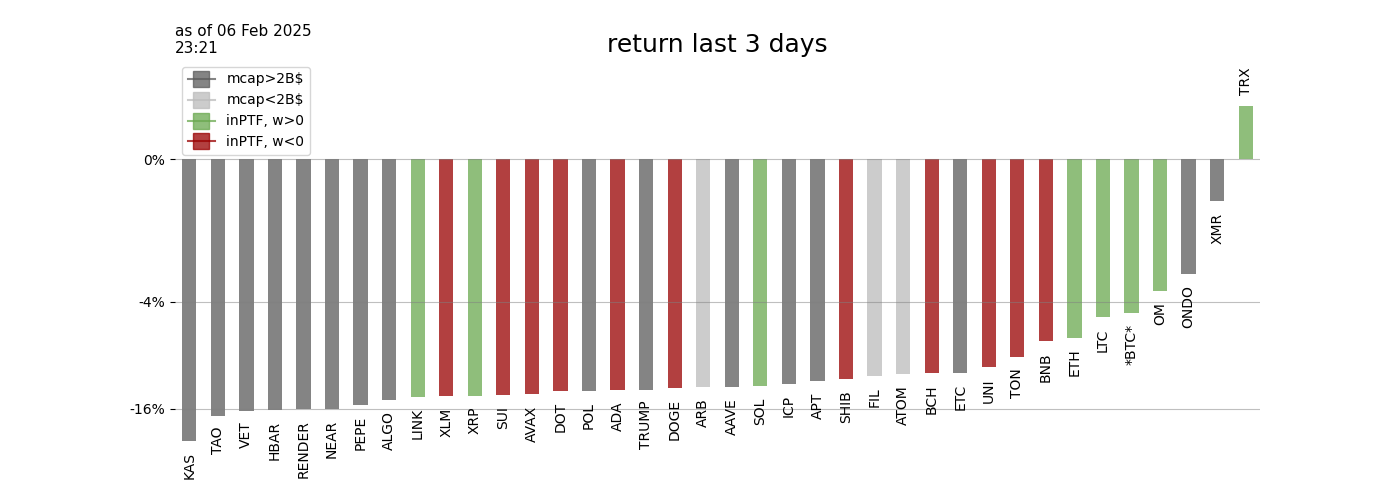 as of 06 Feb 2025
23:21
return last 3 days
mcap>2B$
mcap<2B$
inPTF, w>0
inPTF, w<0
0%
-4%
-16%
KAS
TAO
VET
HBAR
RENDER
NEAR
PEPE
ALGO
LINK
XLM
XRP
SUI
AVAX
DOT
POL
ADA
TRUMP
DOGE
ARB
AAVE
SOL
ICP
APT
SHIB
FIL
ATOM
BCH
ETC
UNI
TON
BNB
ETH
LTC
*BTC*
OM
ONDO
XMR
TRX